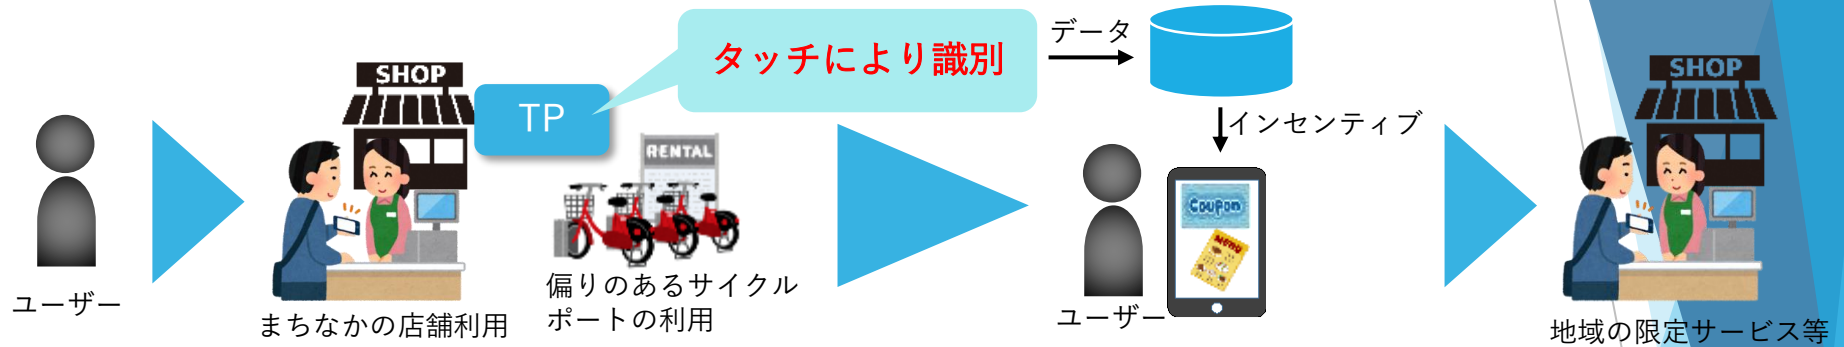 ユーザー
SHOP
まちなかの店舗利用
TP
タッチにより識別
RENTAL
偏りのあるサイクル
ポートの利用
データ
インセンティブ
ユーザー
Coupon
MENU
SHOP
地域の限定サービス等